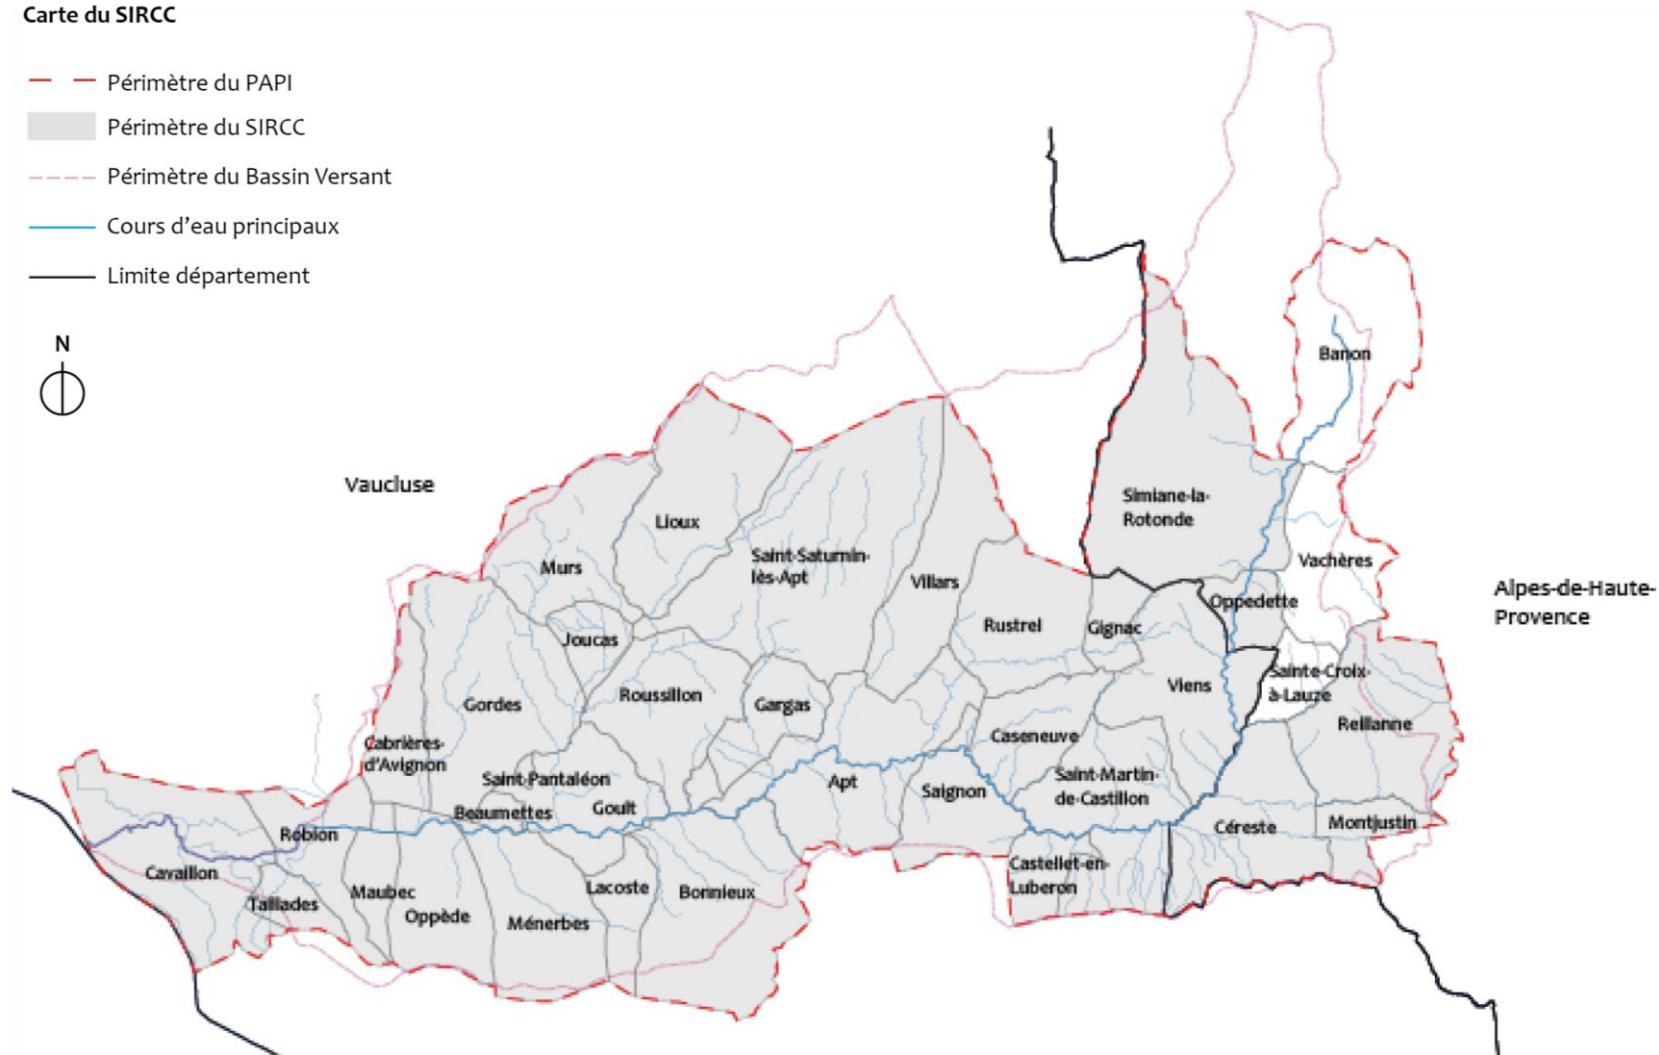 Carte du SIRCC
Périmètre du PAPI
Périmètre du SIRCC
Périmètre du Bassin Versant
Cours d'eau principaux
Limite département
N
Banon
Vaucluse
Simiane-la-
Rotonde
Lioux
Saint-Saturnin-
lès-Apt
Murs
Villars
Vachères
Oppedette
Alpes-de-Haute-
Provence
Joucas
Rustrel
Gignac
Sainte-Croix-
à-Lauze
Viens
Roussillon
Gordes
Gargas
Reillanne
Caseneuve
Cabrières-
d'Avignon
Saint-Pantaléon
Apt
Saignon
Saint-Martin-
de-Castillon
Beaumettes
Goult
Robion
Céreste
Montjustin
Cavaillon
Taillades
Maubec
Oppède
Ménerbes
Lacoste
Bonnieux
Castellet-en-
Luberon